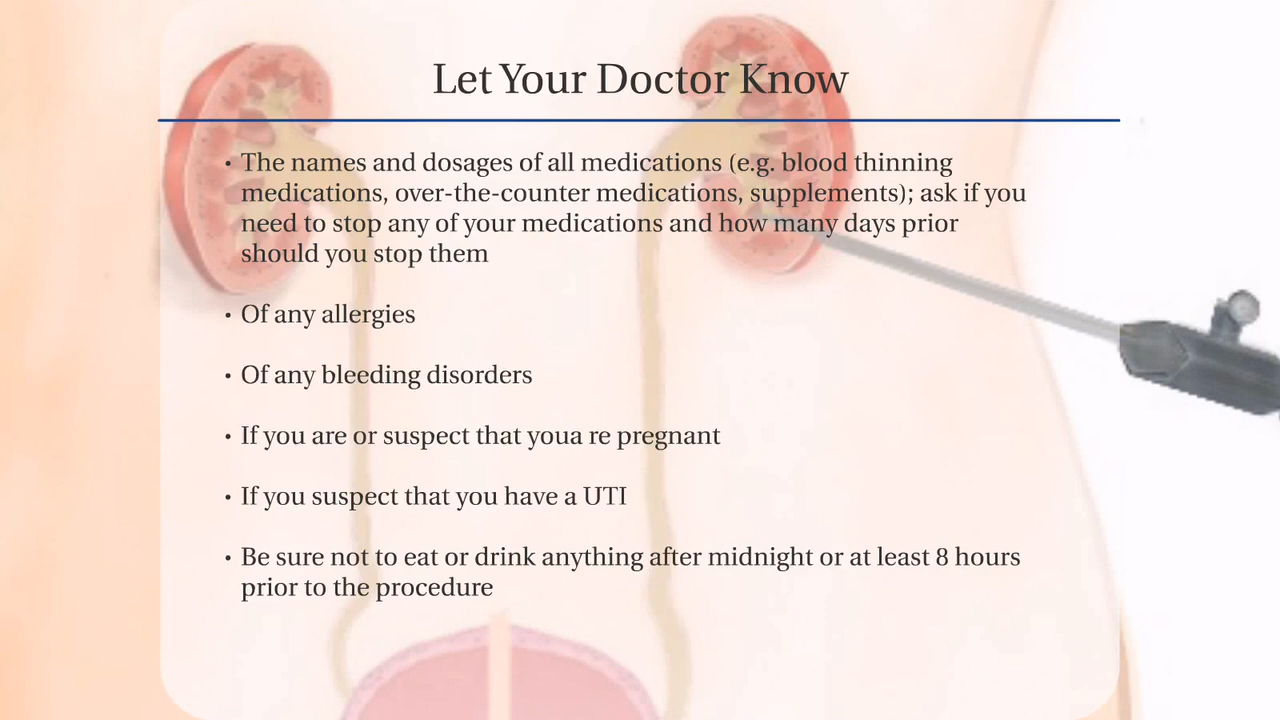 Let Your Doctor Know
• The names and dosages of all medications (e.g. blood thinning
medications, over-the-counter medications, supplements); ask if you
need to stop any of your medications and how many days prior
should you stop them
• Of any allergies
• Of any bleeding disorders
• If you are or suspect that youa re pregnant
• If you suspect that you have a UTI
• Be sure not to eat or drink anything after midnight or at least 8 hours
prior to the procedure